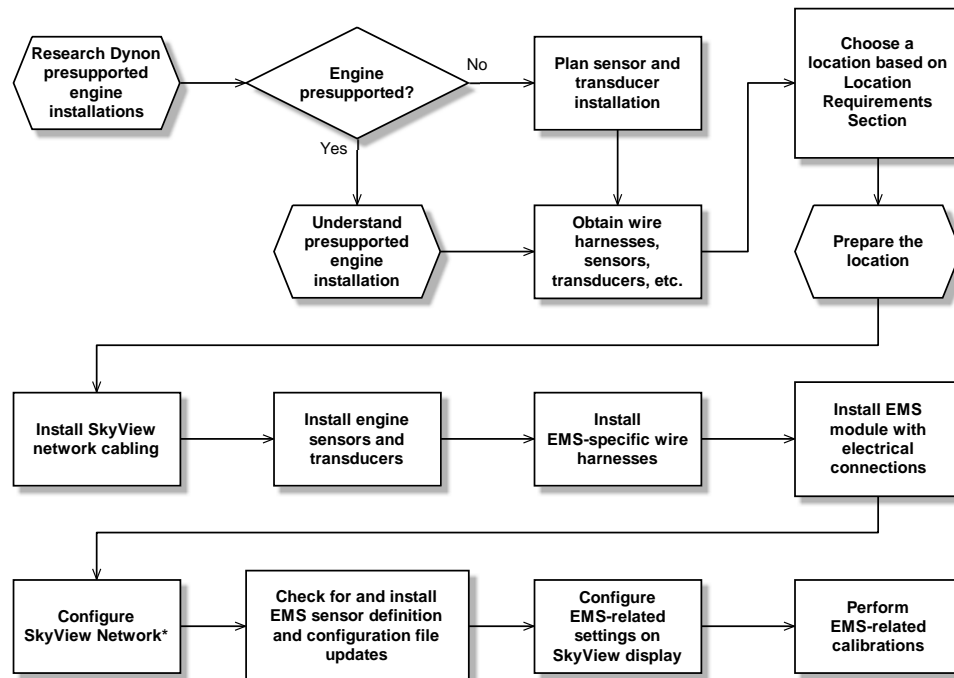 Research Dynon
presupported
engine
installations
Engine
presupported?
No
Yes
Plan sensor and
transducer
installation
Choose a
location based on
Location
Requirements
Section
Understand
presupported
engine
installation
Obtain wire
harnesses,
sensors,
transducers, etc.
Prepare the
location
Install SkyView
network cabling
Install engine
sensors and
transducers
Install
EMS-specific wire
harnesses
Install EMS
module with
electrical
connections
Configure
SkyView Network*
Check for and install
EMS sensor definition
and configuration file
updates
Configure
EMS-related
settings on
SkyView display
Perform
EMS-related
calibrations